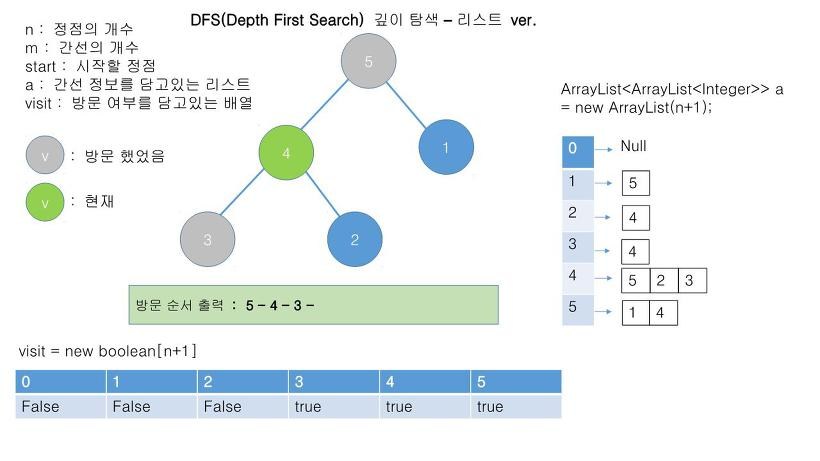 DFS(Depth First Search) 깊이 탐색 – 리스트 ver.
n : 정점의 개수
m : 간선의 개수
start : 시작할 정점
a : 간선 정보를 담고있는 리스트
visit : 방문 여부를 담고있는 배열
v : 방문 했었음
v : 현재
5
4
1
3
2
방문 순서 출력 : 5 – 4 – 3 –
ArrayList<ArrayList<Integer>> a
= new ArrayList(n+1);
0 Null
1 5
2 4
3 4
4 5 2 3
5 1 4
visit = new boolean[n+1]
0 1 2 3 4 5
False False False true true true